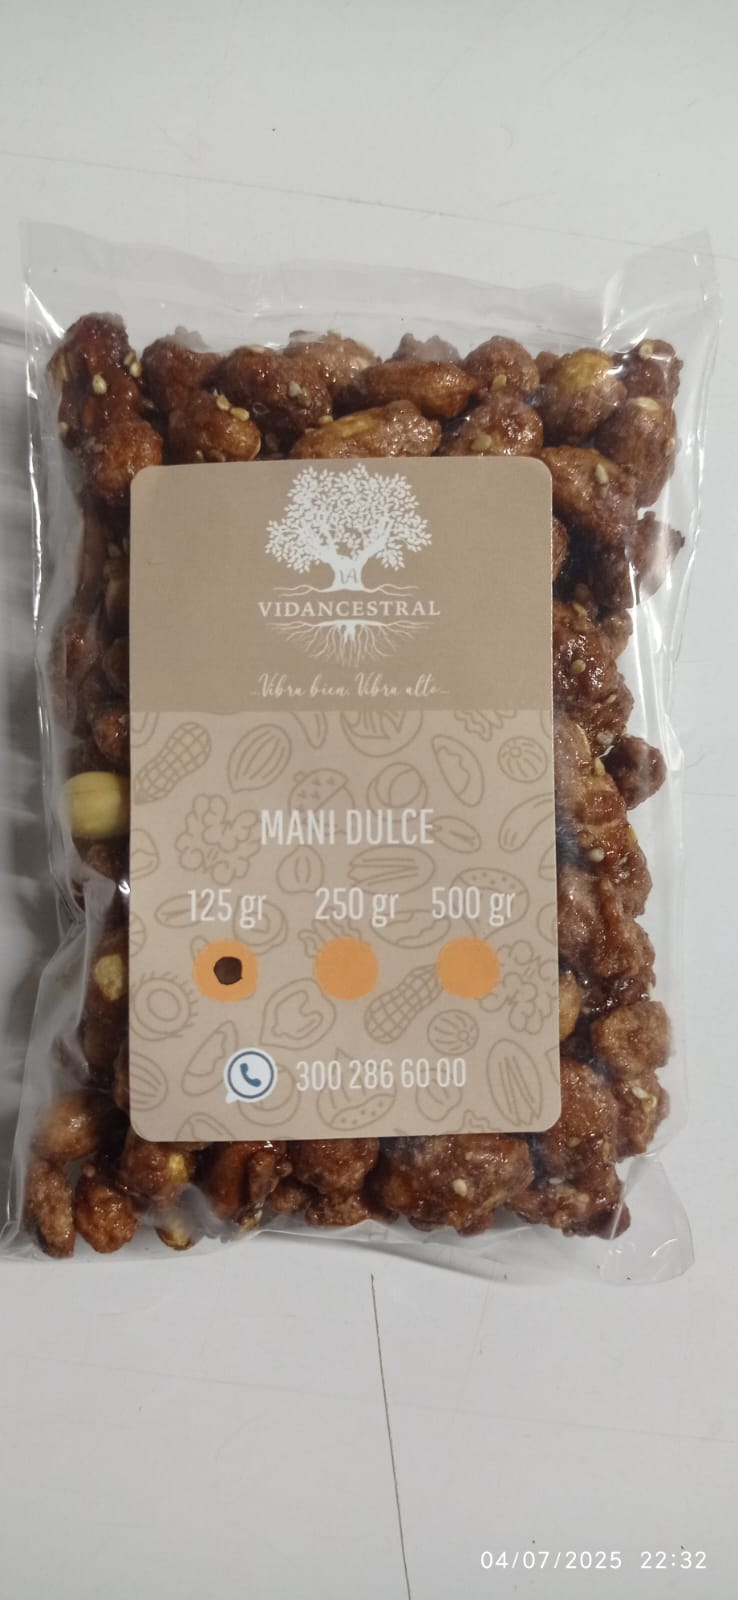 VA
VIDANCESTRAL
...Vibra bien. Vibra alto...
MANI DULCE
125 gr 250 gr 500 gr
300 286 60 00
04/07/2025 22:32